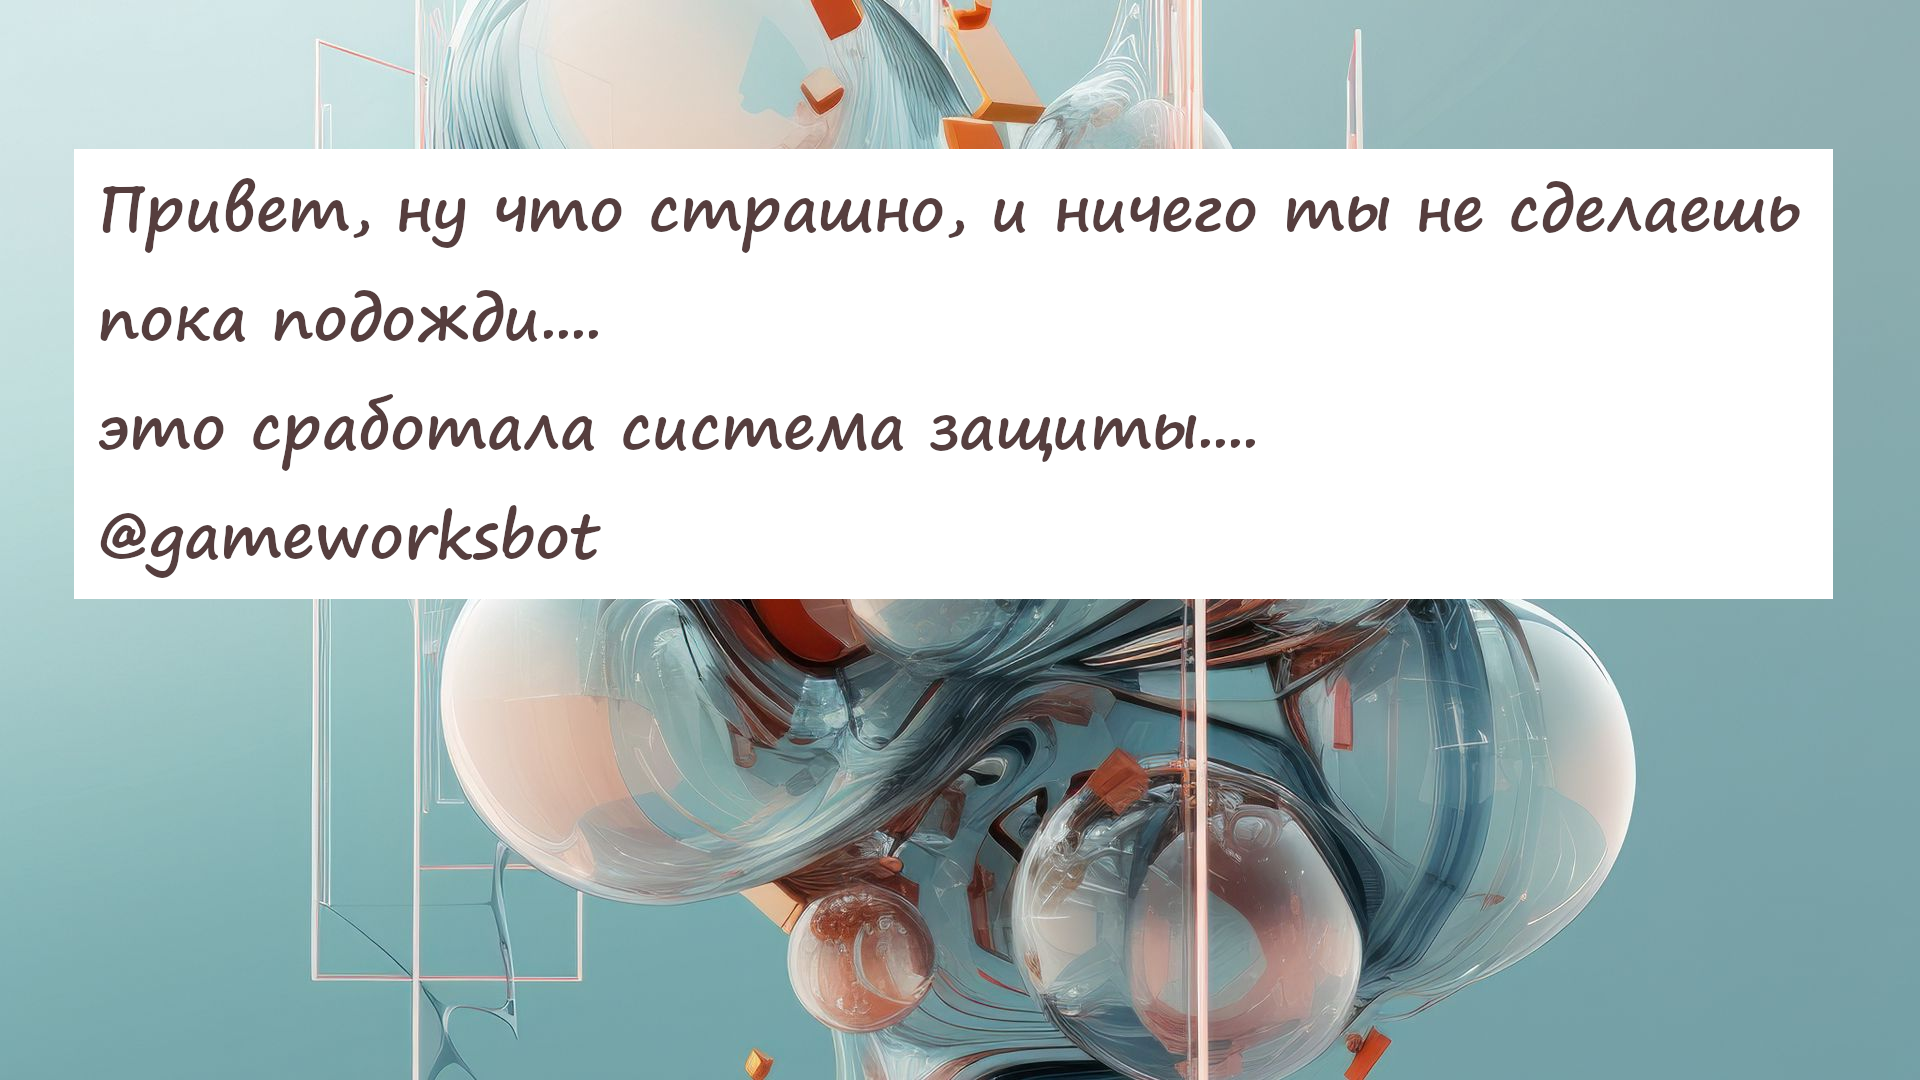 Привет, ну что страшно, и ничего ты не сделаешь
пока подожди....
это сработала система защиты....
@gameworksbot